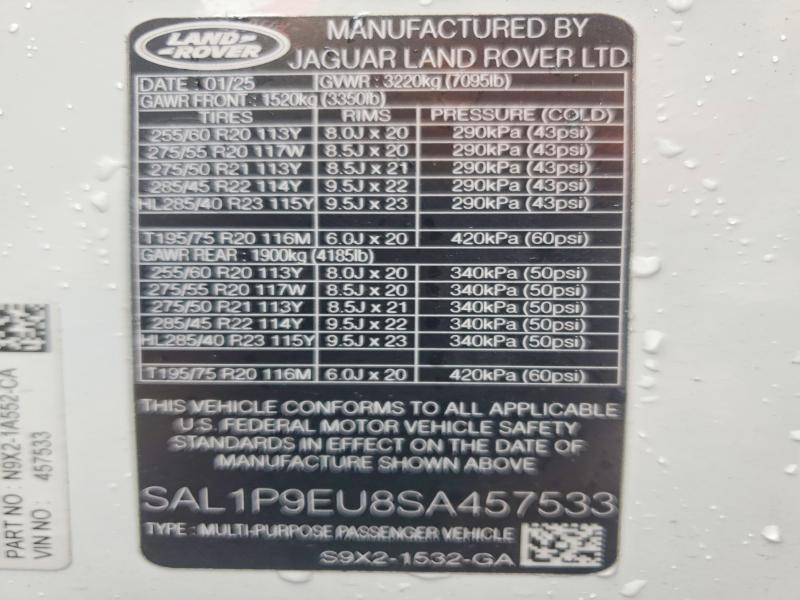 LAND ROVER
MANUFACTURED BY
JAGUAR LAND ROVER LTD
DATE : 01/25 GVWR : 3220kg (7095lb)
GAWR FRONT : 1520kg (3350lb)
TIRES RIMS PRESSURE (COLD)
255/60 R20 113Y 8.0J x 20 290kPa (43psi)
275/55 R20 117W 8.5J x 20 290kPa (43psi)
275/50 R21 113Y 8.5J x 21 290kPa (43psi)
285/45 R22 114Y 9.5J x 22 290kPa (43psi)
HL285/40 R23 115Y 9.5J x 23 290kPa (43psi)
T195/75 R20 116M 6.0J x 20 420kPa (60psi)
GAWR REAR : 1900kg (4185lb)
255/60 R20 113Y 8.0J x 20 340kPa (50psi)
275/55 R20 117W 8.5J x 20 340kPa (50psi)
275/50 R21 113Y 8.5J x 21 340kPa (50psi)
285/45 R22 114Y 9.5J x 22 340kPa (50psi)
HL285/40 R23 115Y 9.5J x 23 340kPa (50psi)
T195/75 R20 116M 6.0J x 20 420kPa (60psi)
THIS VEHICLE CONFORMS TO ALL APPLICABLE
U.S. FEDERAL MOTOR VEHICLE SAFETY
STANDARDS IN EFFECT ON THE DATE OF
MANUFACTURE SHOWN ABOVE
SAL1P9EU8SA457533
TYPE : MULTI-PURPOSE PASSENGER VEHICLE
S9X2-1532-GA
PART NO : N9X2-1A552-CA
VIN NO : 457533